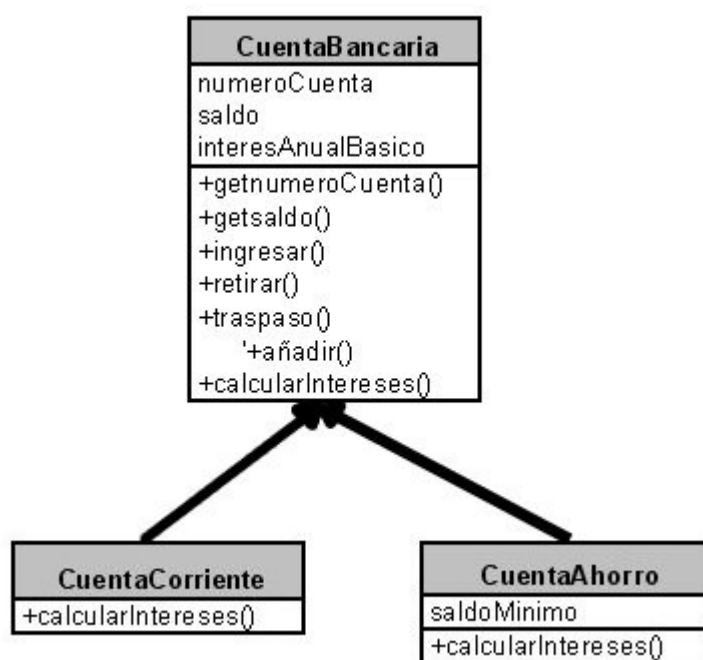 CuentaBancaria
numeroCuenta
saldo
interesAnualBasico
+getnumeroCuenta()
+getsaldo()
+ingresar()
+retirar()
+traspaso()
'+añadir()
+calcularIntereses()
CuentaCorriente
+calcularIntereses()
CuentaAhorro
saldoMinimo
+calcularIntereses()